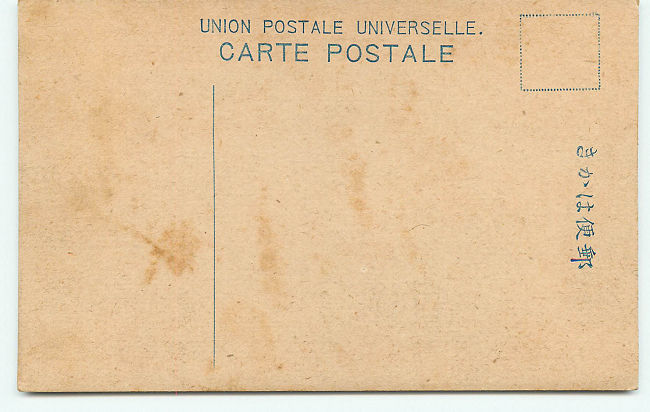 UNION POSTALE UNIVERSELLE.
CARTE POSTALE
郵便はかき